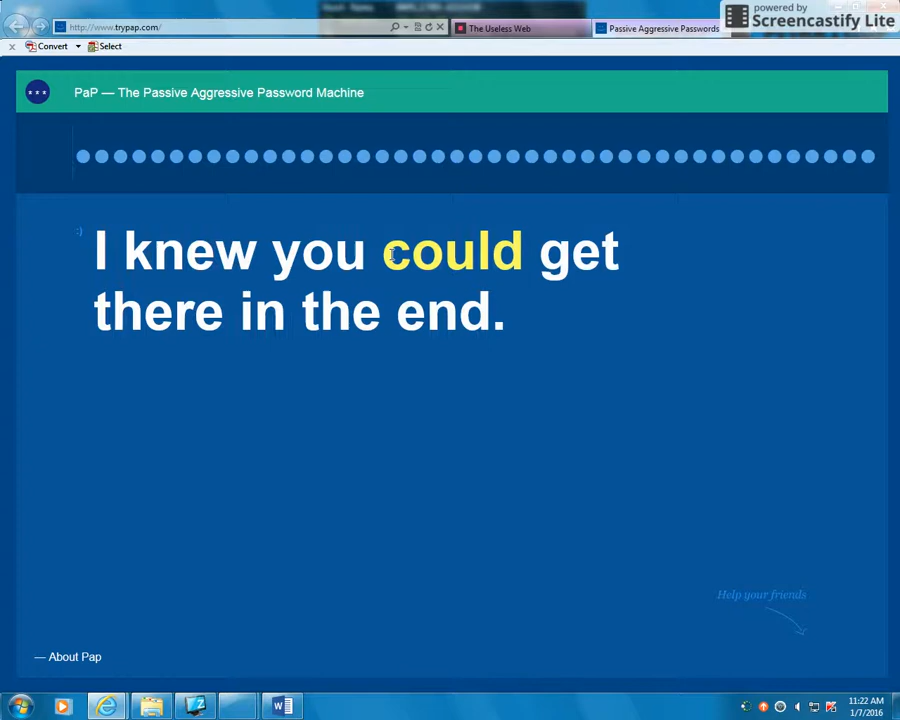 powered by
Screencastify Lite
http://www.trypap.com/
The Useless Web
Passive Aggressive Passwords
Convert
Select
PaP — The Passive Aggressive Password Machine
:)
I knew you could get
there in the end.
Help your friends
— About Pap
11:22 AM
1/7/2016